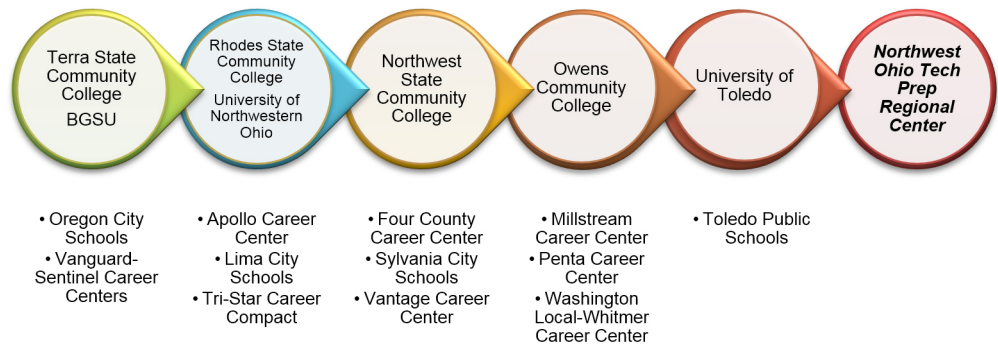 Terra State
Community
College
BGSU
Rhodes State
Community
College
University of
Northwestern
Ohio
Northwest
State
Community
College
Owens
Community
College
University of
Toledo
Northwest
Ohio Tech
Prep
Regional
Center
• Oregon City
Schools
• Vanguard-
Sentinel Career
Centers
• Apollo Career
Center
• Lima City
Schools
• Tri-Star Career
Compact
• Four County
Career Center
• Sylvania City
Schools
• Vantage Career
Center
• Millstream
Career Center
• Penta Career
Center
• Washington
Local-Whitmer
Career Center
• Toledo Public
Schools